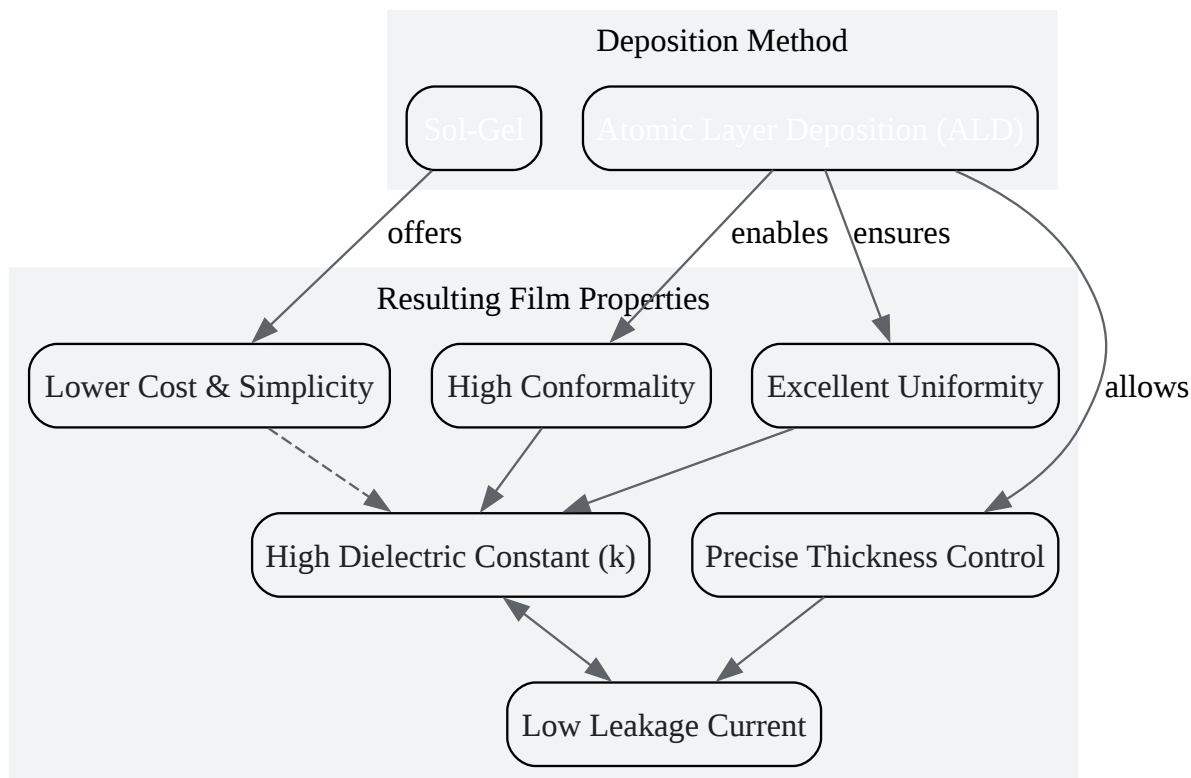 Deposition Method
Sol-Gel
Atomic Layer Deposition (ALD)
offers
enables
ensures
Resulting Film Properties
Lower Cost & Simplicity
High Conformality
Excellent Uniformity
allows
High Dielectric Constant (k)
Precise Thickness Control
Low Leakage Current